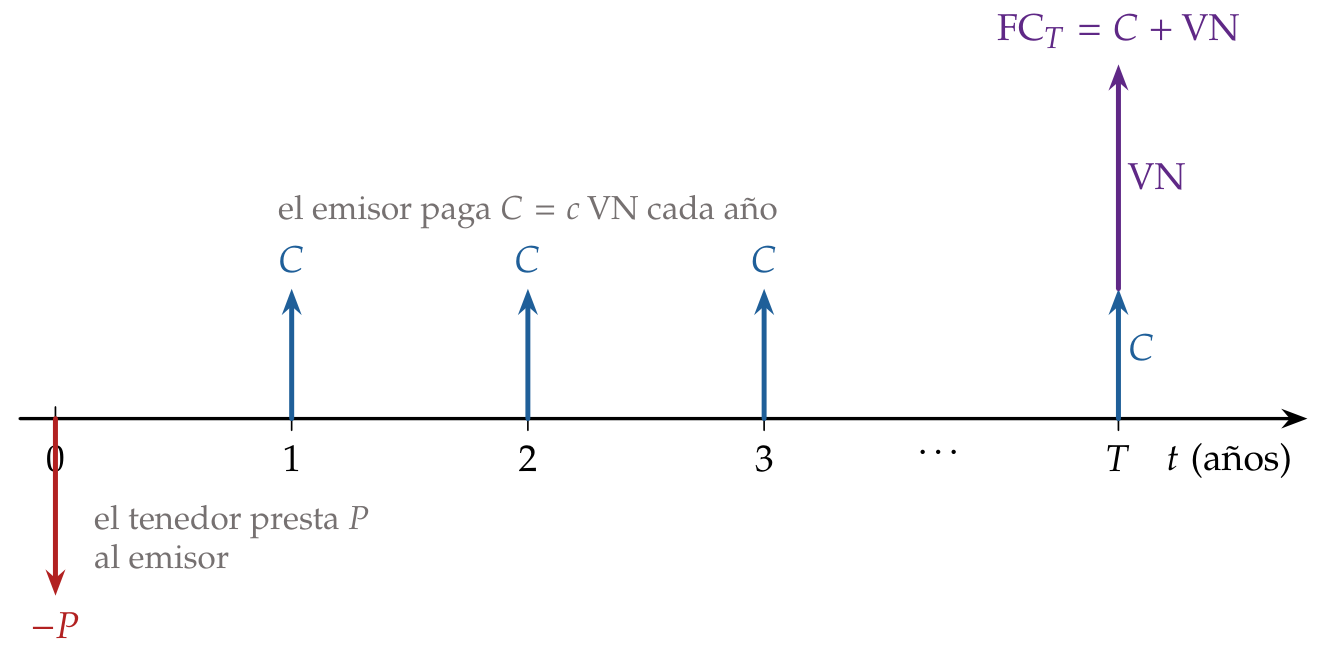 FC_T = C + VN
VN
el emisor paga C = c VN cada año
C C C
C
0 1 2 3 ··· T t (años)
el tenedor presta P
al emisor
−P